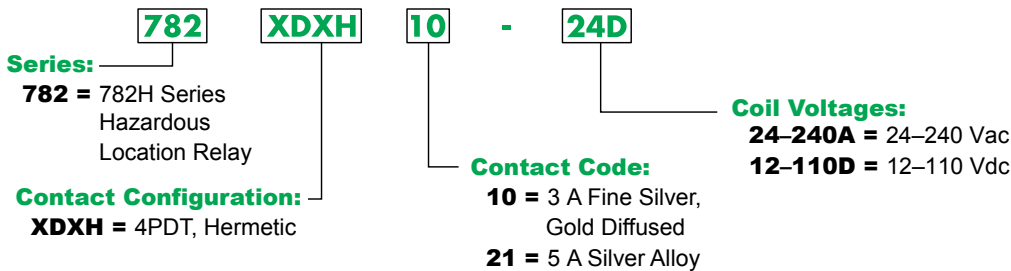 782 XDXH 10 - 24D
Series:
782 = 782H Series
Hazardous
Location Relay
Contact Configuration:
XDXH = 4PDT, Hermetic
Contact Code:
10 = 3 A Fine Silver,
Gold Diffused
21 = 5 A Silver Alloy
Coil Voltages:
24–240A = 24–240 Vac
12–110D = 12–110 Vdc